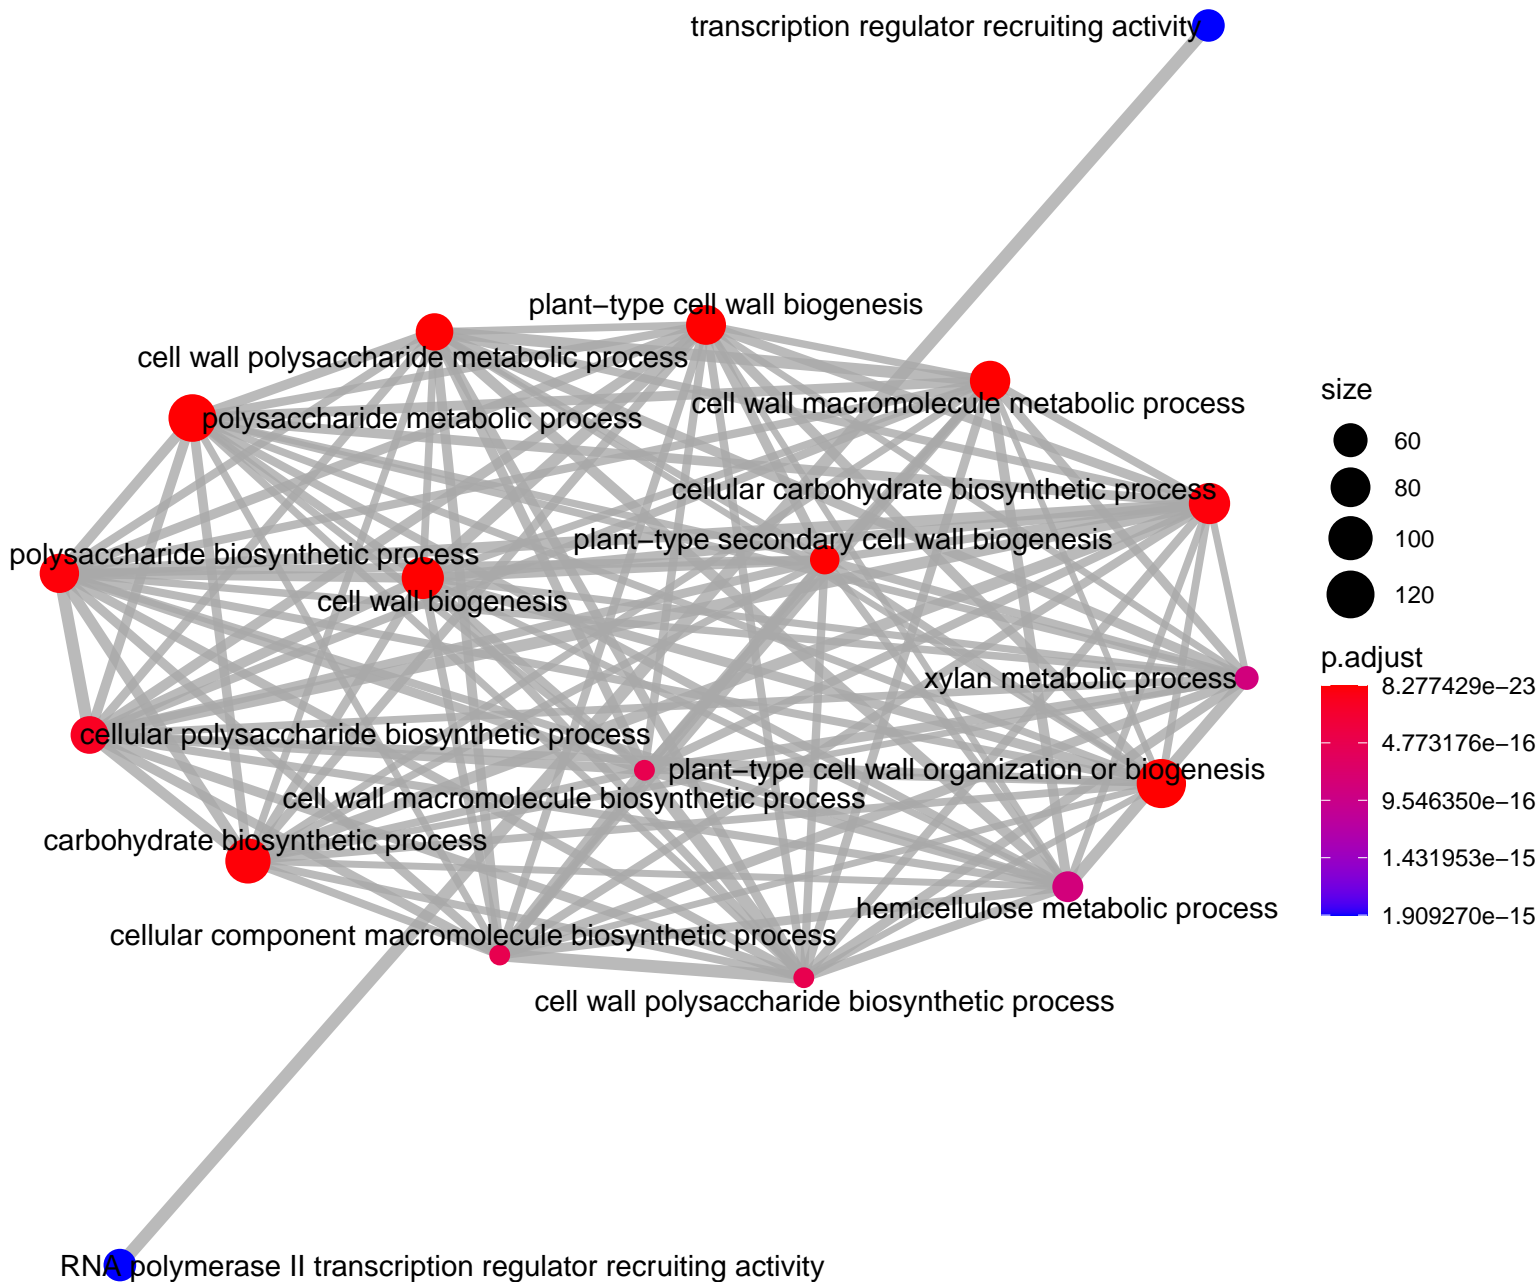 transcription regulator recruiting activity
plant−type cell wall biogenesis
cell wall polysaccharide metabolic process
cell wall macromolecule metabolic process
polysaccharide metabolic process
cellular carbohydrate biosynthetic process
plant−type secondary cell wall biogenesis
polysaccharide biosynthetic process
cell wall biogenesis
xylan metabolic process
cellular polysaccharide biosynthetic process
plant−type cell wall organization or biogenesis
cell wall macromolecule biosynthetic process
carbohydrate biosynthetic process
hemicellulose metabolic process
cellular component macromolecule biosynthetic process
cell wall polysaccharide biosynthetic process
RNA polymerase II transcription regulator recruiting activity
size
60
80
100
120
p.adjust
8.277429e−23
4.773176e−16
9.546350e−16
1.431953e−15
1.909270e−15